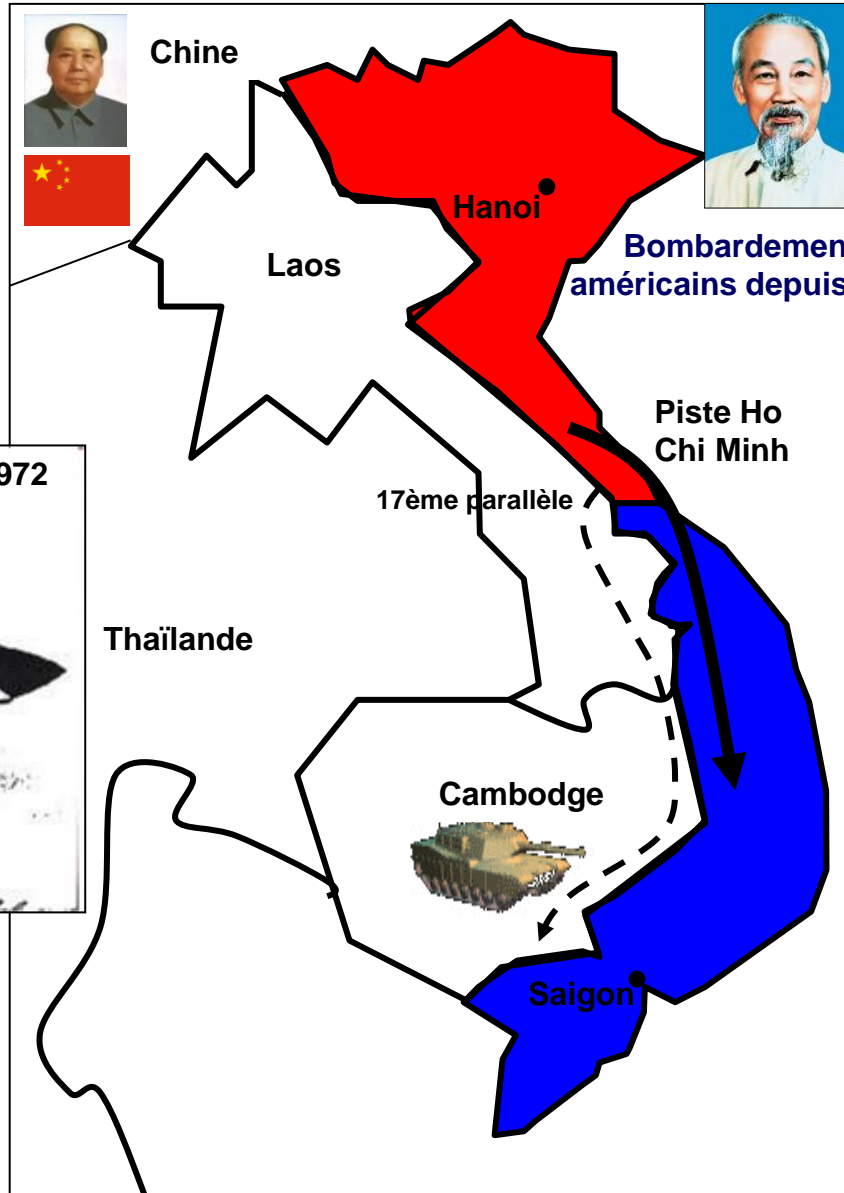 Chine
Hanoi
Laos
Bombardemen
américains depuis
Piste Ho
Chi Minh
972
17ème parallèle
Thaïlande
Cambodge
Saigon